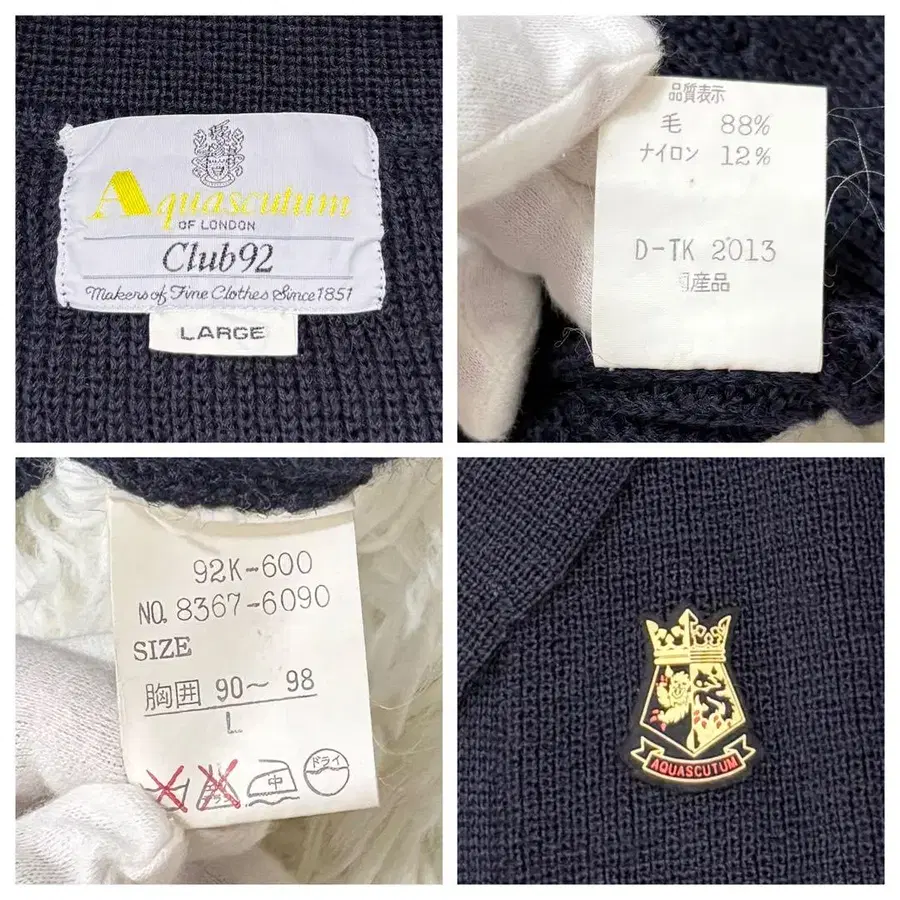 Aquascutum
OF LONDON
Club92
Makers of Fine Clothes Since 1851
LARGE
品質表示
毛 88%
ナイロン 12%
D-TK 2013
国産品
92K-600
NO. 8367-6090
SIZE
胸囲 90〜98
L
中
ドライ
AQUASCUTUM